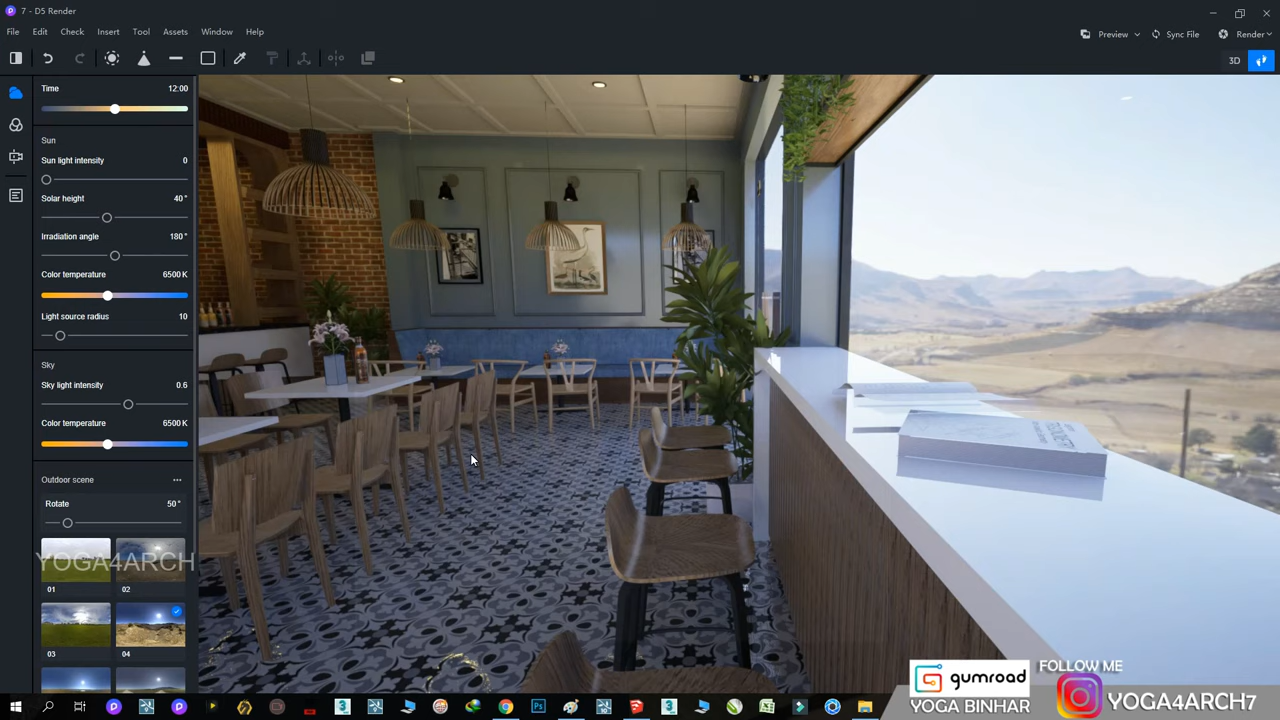 7 - D5 Render
File Edit Check Insert Tool Assets Window Help
Preview Sync File Render
3D
Time 12:00
Sun
Sun light intensity 0
Solar height 40°
Irradiation angle 180°
Color temperature 6500K
Light source radius 10
Sky
Sky light intensity 0.6
Color temperature 6500K
Outdoor scene ...
Rotate 50°
YOGA4ARCH
01 02
03 04
gumroad
YOGA BINHAR
FOLLOW ME
YOGA4ARCH7